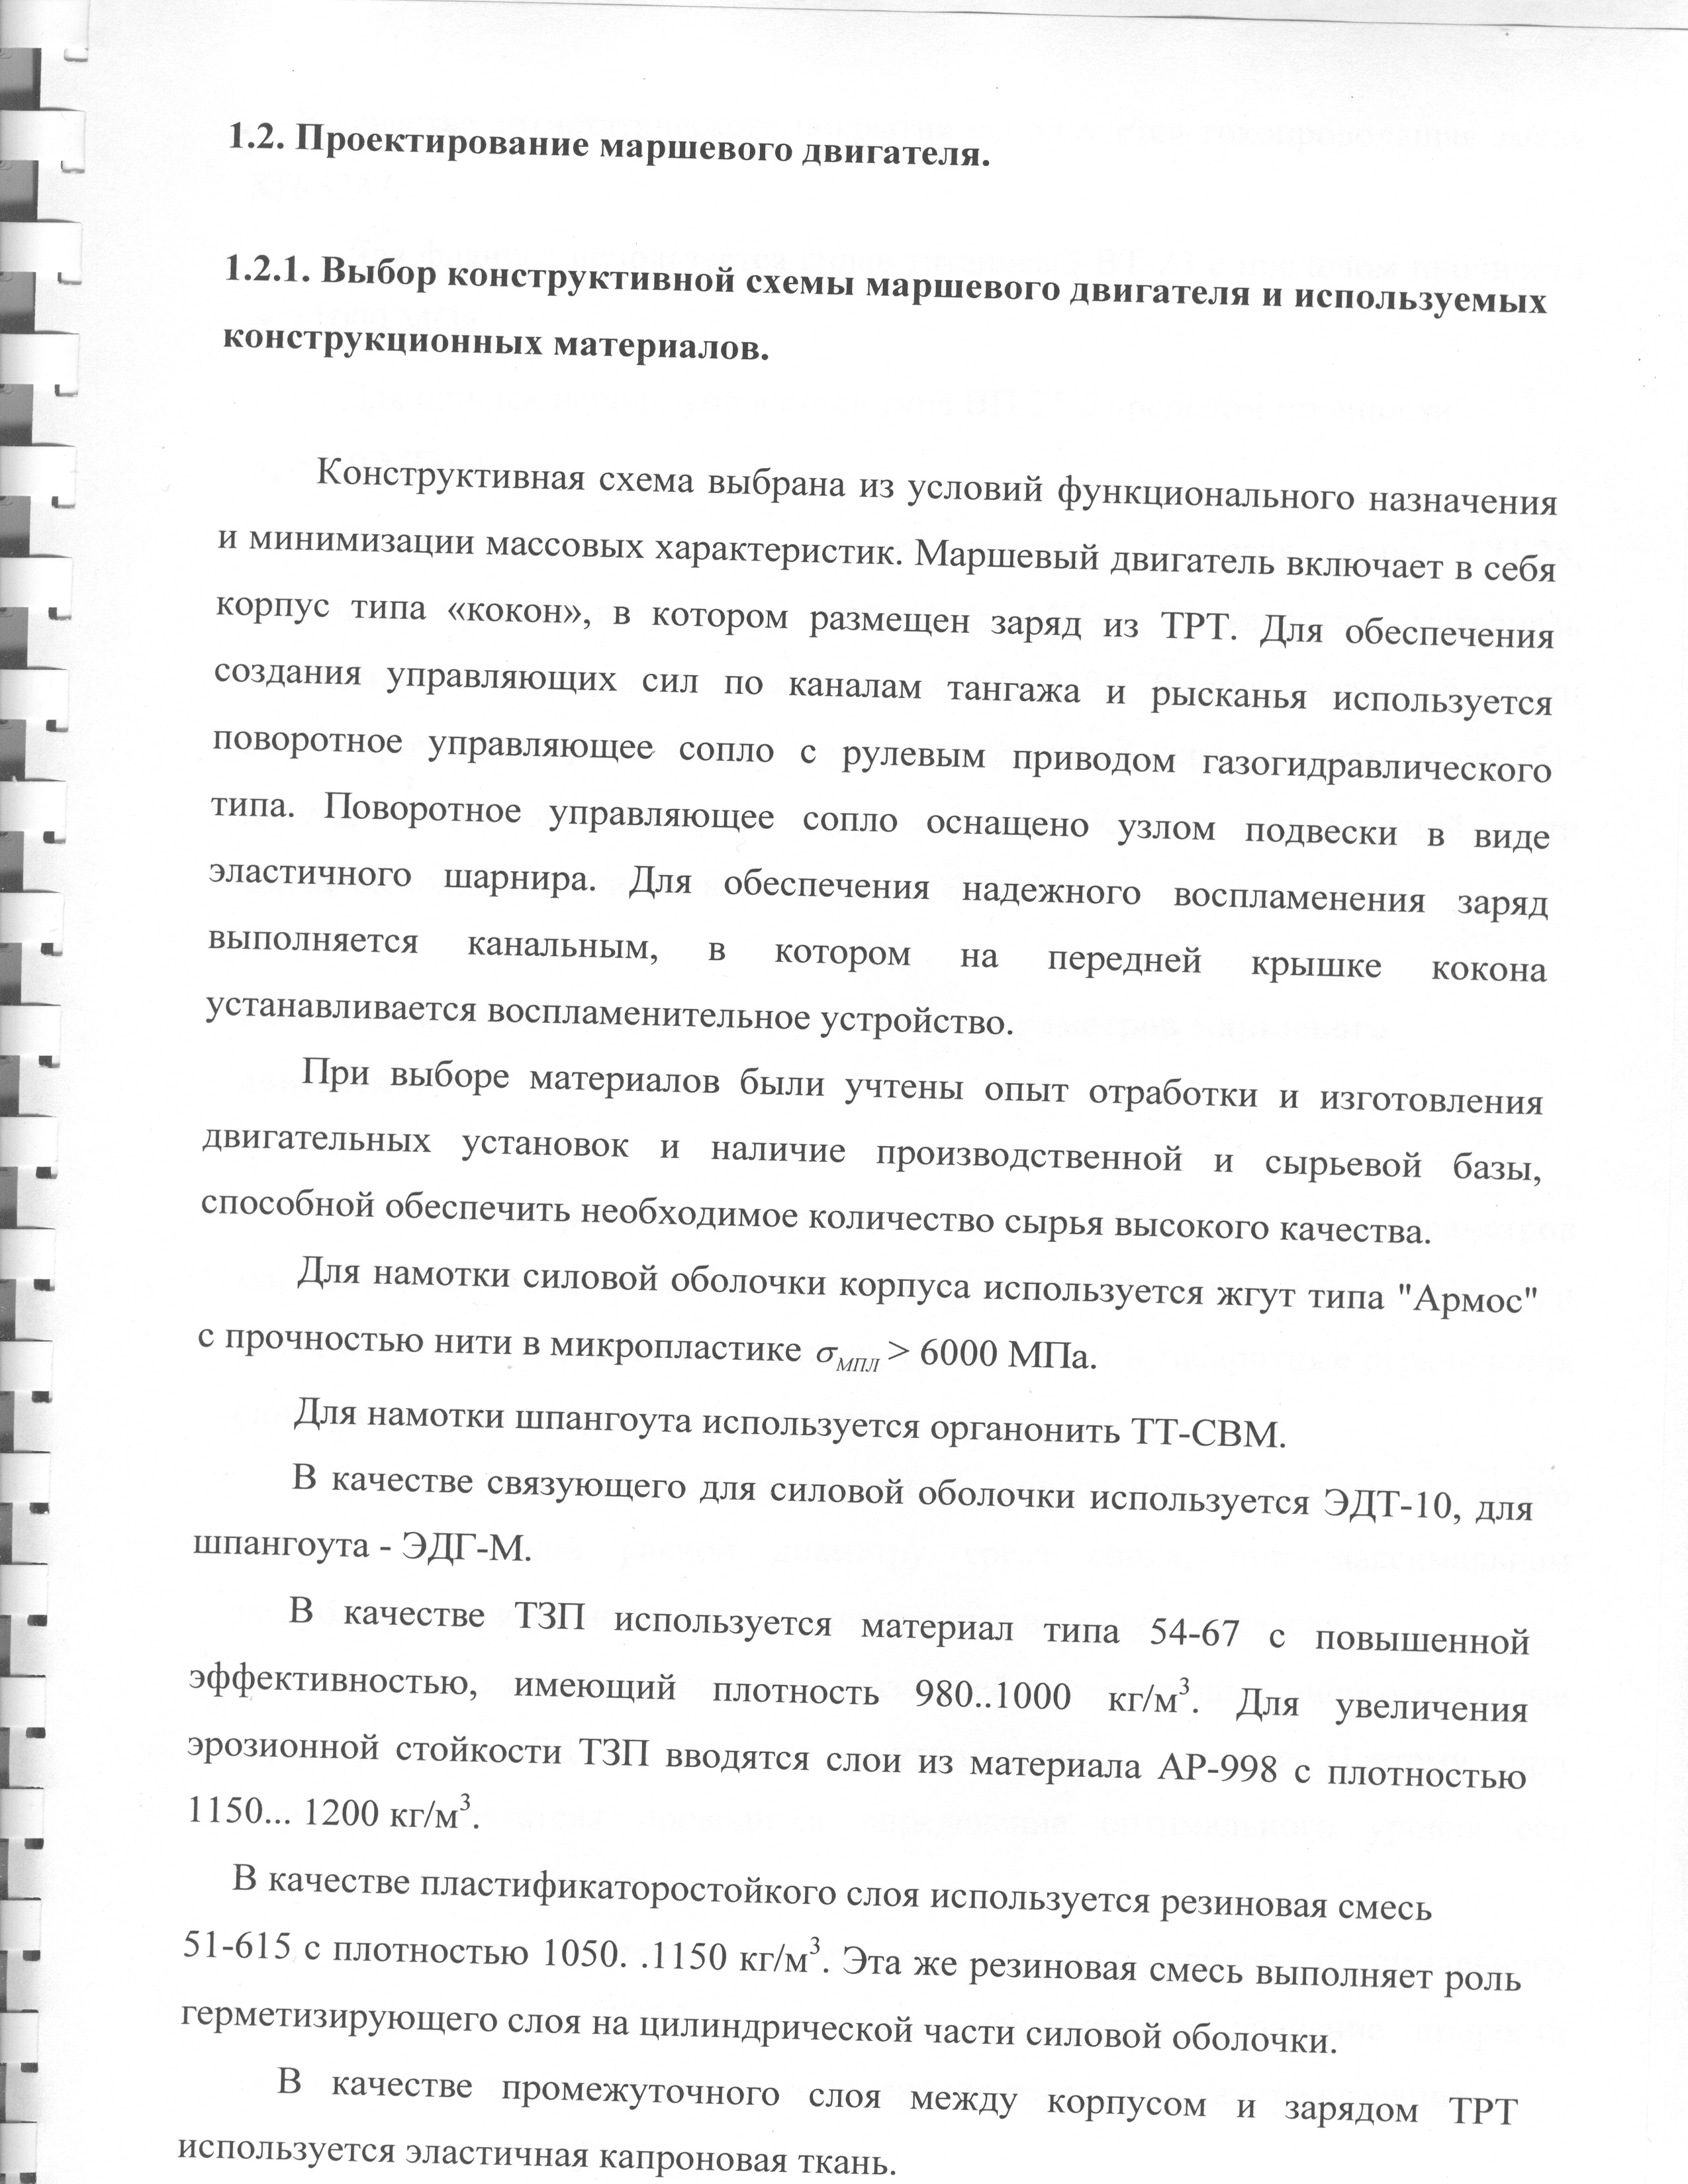 1.2. Проектирование маршевого двигателя.
1.2.1. Выбор конструктивной схемы маршевого двигателя и используемых
конструкционных материалов.
Конструктивная схема выбрана из условий функционального назначения
и минимизации массовых характеристик. Маршевый двигатель включает в себя
корпус типа «кокон», в котором размещен заряд из ТРТ. Для обеспечения
создания управляющих сил по каналам тангажа и рысканья используется
поворотное управляющее сопло с рулевым приводом газогидравлического
типа. Поворотное управляющее сопло оснащено узлом подвески в виде
эластичного шарнира. Для обеспечения надежного воспламенения заряд
выполняется канальным, в котором на передней крышке кокона
устанавливается воспламенительное устройство.
При выборе материалов были учтены опыт отработки и изготовления
двигательных установок и наличие производственной и сырьевой базы,
способной обеспечить необходимое количество сырья высокого качества.
Для намотки силовой оболочки корпуса используется жгут типа "Армос"
с прочностью нити в микропластике σМПЛ > 6000 МПа.
Для намотки шпангоута используется органонить ТТ-СВМ.
В качестве связующего для силовой оболочки используется ЭДТ-10, для
шпангоута - ЭДГ-М.
В качестве ТЗП используется материал типа 54-67 с повышенной
эффективностью, имеющий плотность 980..1000 кг/м³. Для увеличения
эрозионной стойкости ТЗП вводятся слои из материала АР-998 с плотностью
1150... 1200 кг/м³.
В качестве пластификаторостойкого слоя используется резиновая смесь
51-615 с плотностью 1050. .1150 кг/м³. Эта же резиновая смесь выполняет роль
герметизирующего слоя на цилиндрической части силовой оболочки.
В качестве промежуточного слоя между корпусом и зарядом ТРТ
используется эластичная капроновая ткань.